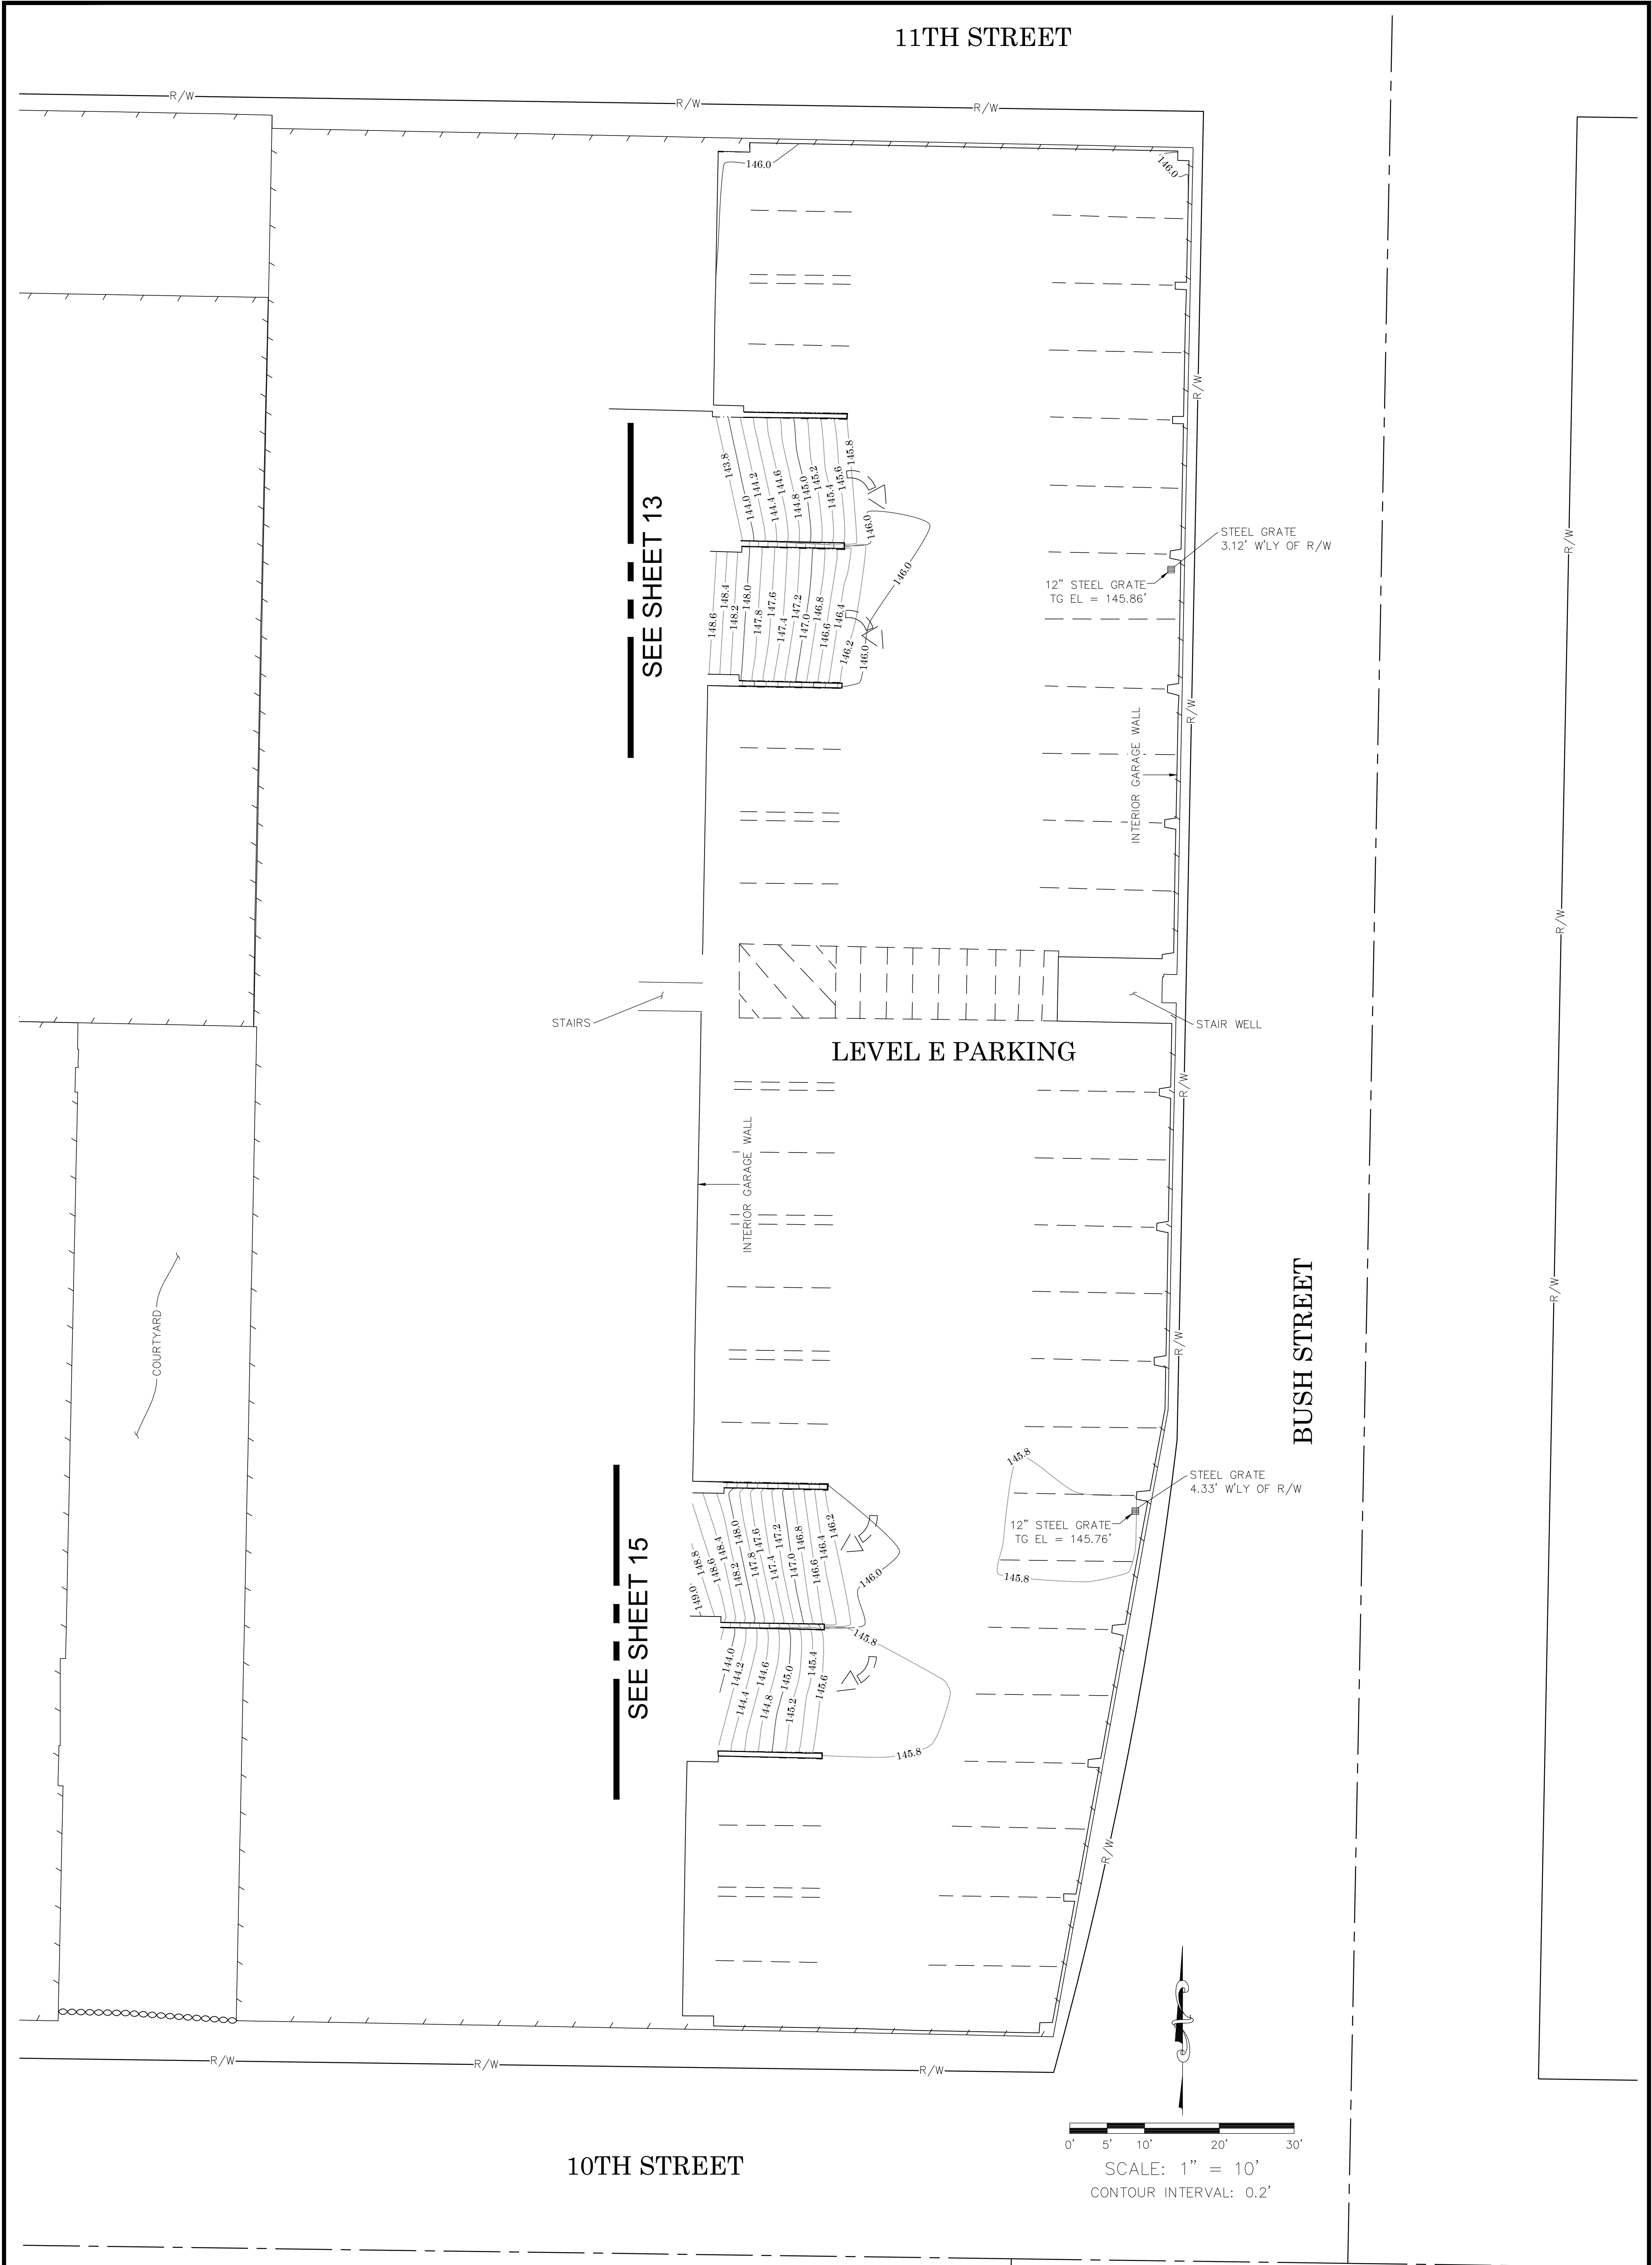 11TH STREET
R/W
R/W
R/W
146.0
146.0
R/W
SEE SHEET 13
143.8
144.0
144.2
144.4
144.6
144.8
145.0
145.2
145.4
145.6
145.8
146.0
146.0
STEEL GRATE
3.12' W'LY OF R/W
12" STEEL GRATE
TG EL = 145.86'
R/W
148.6
148.4
148.2
148.0
147.8
147.6
147.4
147.2
147.0
146.8
146.6
146.4
146.2
146.0
INTERIOR GARAGE WALL
R/W
R/W
STAIRS
STAIR WELL
LEVEL E PARKING
R/W
INTERIOR GARAGE WALL
COURTYARD
R/W
R/W
BUSH STREET
145.8
STEEL GRATE
4.33' W'LY OF R/W
12" STEEL GRATE
TG EL = 145.76'
145.8
SEE SHEET 15
149.0
148.8
148.6
148.4
148.2
148.0
147.8
147.6
147.4
147.2
147.0
146.8
146.6
146.4
146.2
146.0
145.8
144.0
144.2
144.4
144.6
144.8
145.0
145.2
145.4
145.6
145.8
R/W
R/W
R/W
R/W
0' 5' 10' 20' 30'
SCALE: 1" = 10'
CONTOUR INTERVAL: 0.2'
10TH STREET